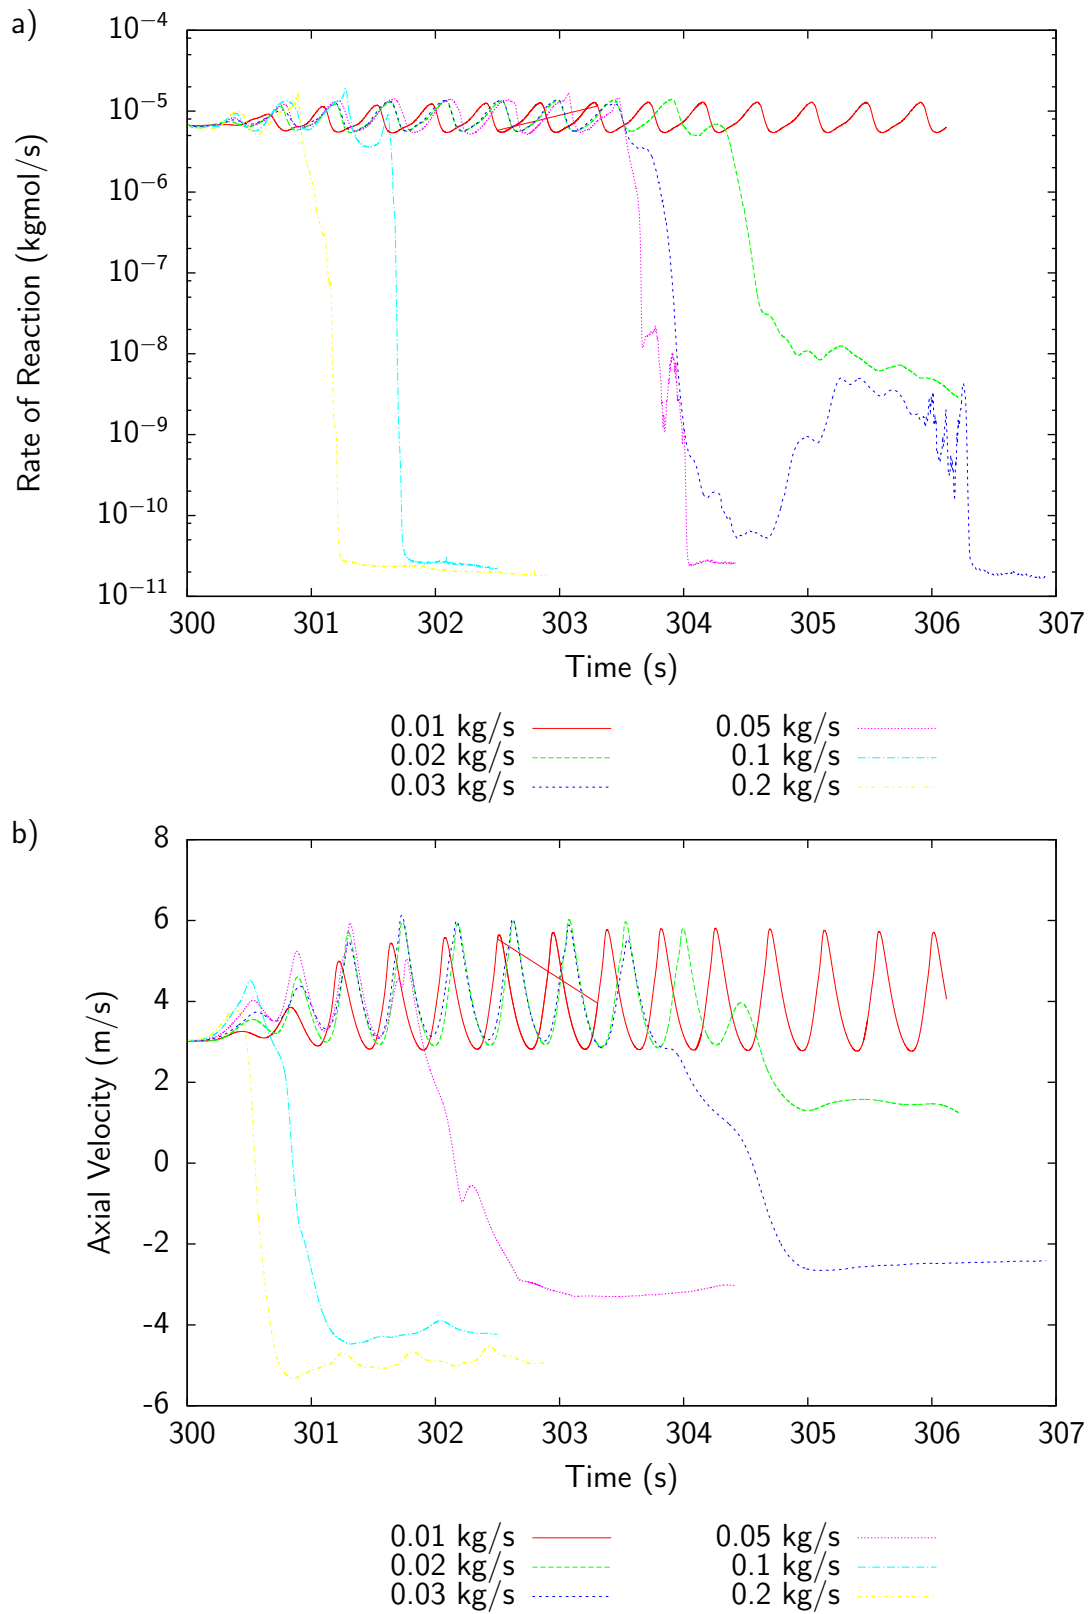 a)
Rate of Reaction (kgmol/s)
10⁻⁴
10⁻⁵
10⁻⁶
10⁻⁷
10⁻⁸
10⁻⁹
10⁻¹⁰
10⁻¹¹
300 301 302 303 304 305 306 307
Time (s)
0.01 kg/s 0.05 kg/s
0.02 kg/s 0.1 kg/s
0.03 kg/s 0.2 kg/s
b)
Axial Velocity (m/s)
8
6
4
2
0
-2
-4
-6
300 301 302 303 304 305 306 307
Time (s)
0.01 kg/s 0.05 kg/s
0.02 kg/s 0.1 kg/s
0.03 kg/s 0.2 kg/s